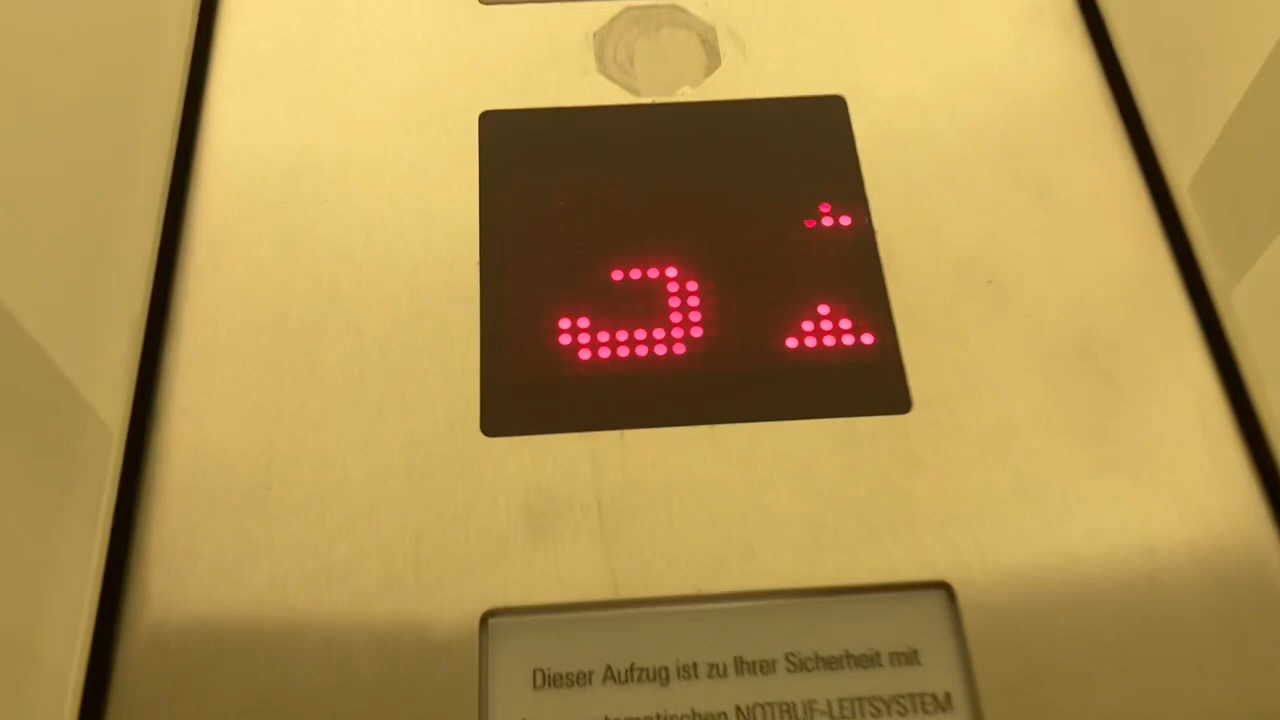 Dieser Aufzug ist zu Ihrer Sicherheit mit
NOTRUF-LEITSYSTEM